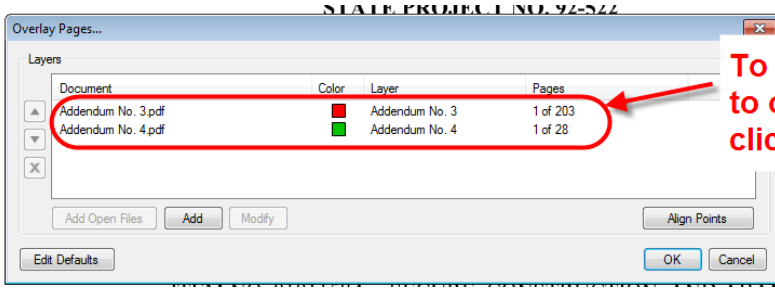 STATE PROJECT NO. 92-522
Overlay Pages...
Layers
Document Color Layer Pages
Addendum No. 3.pdf Addendum No. 3 1 of 203
Addendum No. 4.pdf Addendum No. 4 1 of 28
To
to
clic
Add Open Files Add Modify Align Points
Edit Defaults OK Cancel